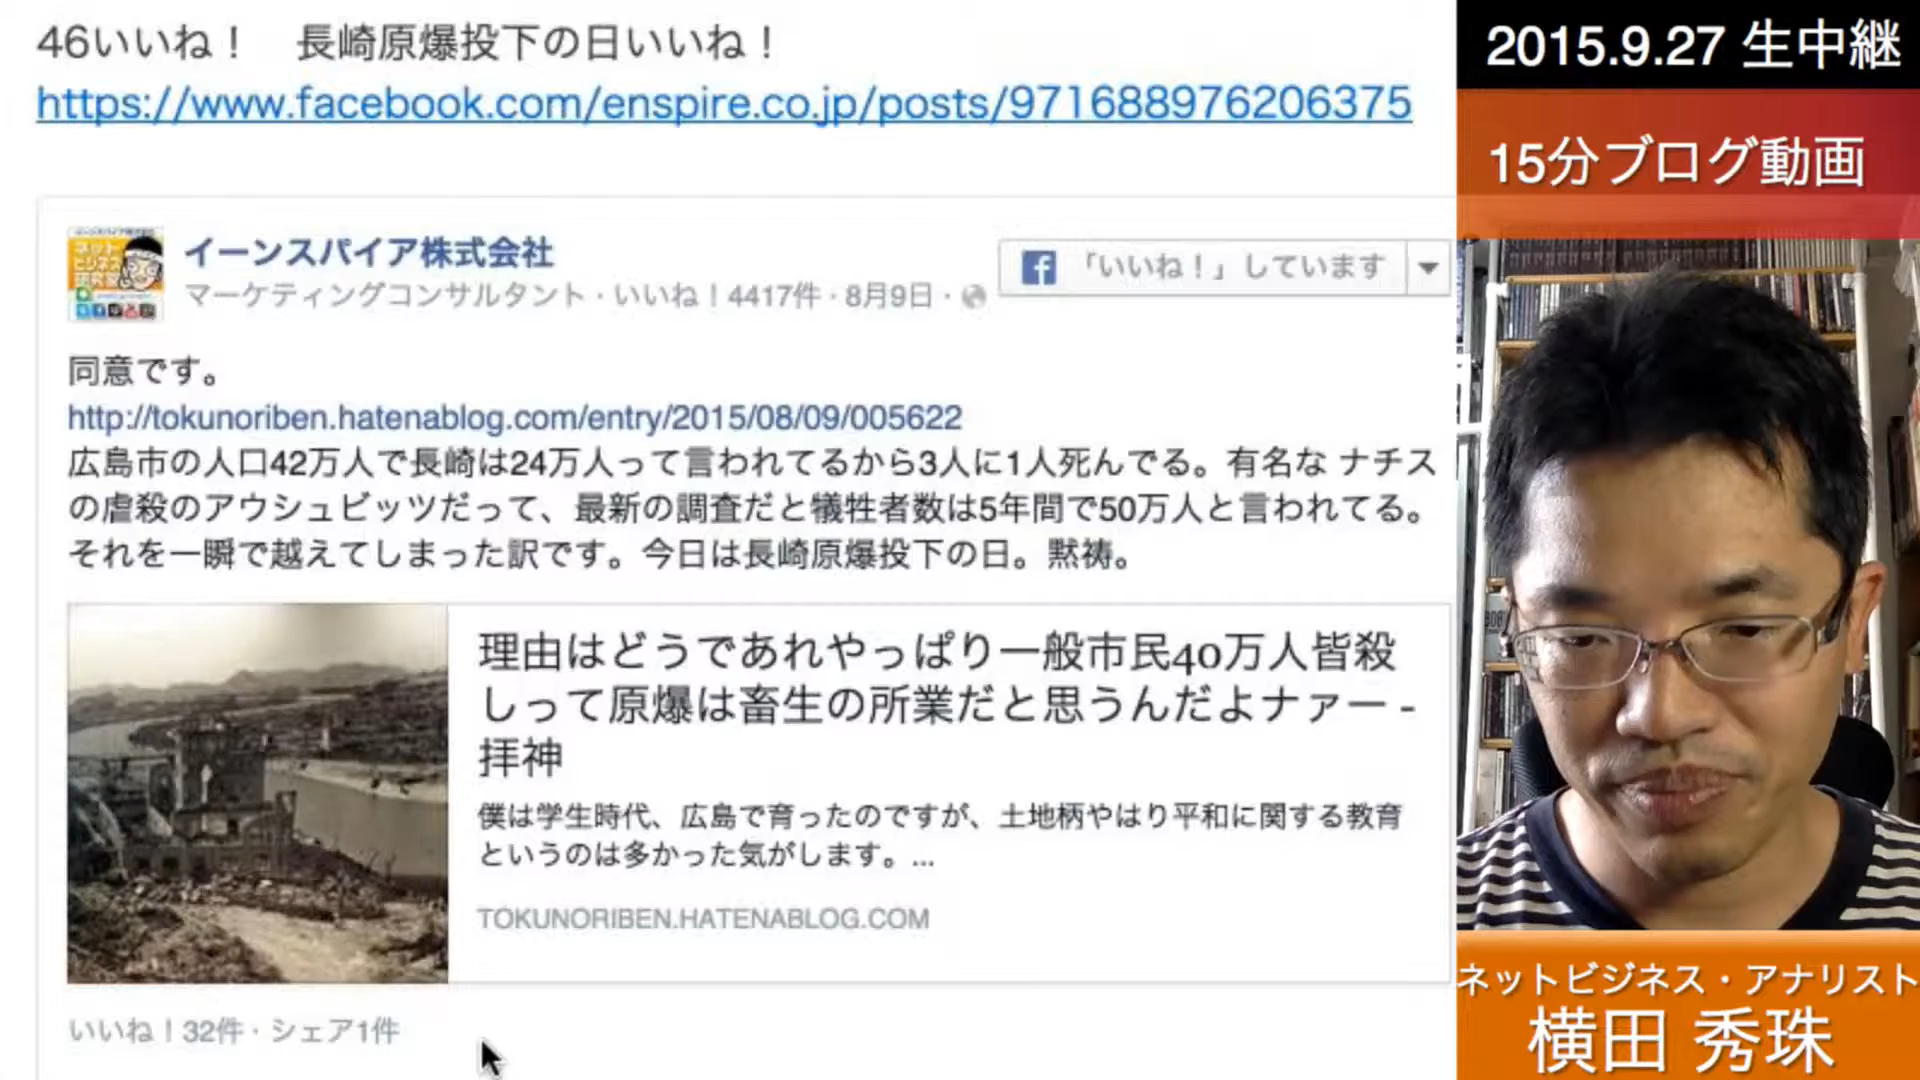 46いいね！　長崎原爆投下の日いいね！
https://www.facebook.com/enspire.co.jp/posts/971688976206375
イーンスパイア株式会社
マーケティングコンサルタント · いいね！4417件 · 8月9日 ·
「いいね！」しています
同意です。
http://tokunoriben.hatenablog.com/entry/2015/08/09/005622
広島市の人口42万人で長崎は24万人って言われてるから3人に1人死んでる。有名な ナチス
の虐殺のアウシュビッツだって、最新の調査だと犠牲者数は5年間で50万人と言われてる。
それを一瞬で越えてしまった訳です。今日は長崎原爆投下の日。黙祷。
理由はどうであれやっぱり一般市民40万人皆殺
しって原爆は畜生の所業だと思うんだよナァー -
拝神
僕は学生時代、広島で育ったのですが、土地柄やはり平和に関する教育
というのは多かった気がします。...
TOKUNORIBEN.HATENABLOG.COM
いいね！32件 · シェア1件
2015.9.27 生中継
15分ブログ動画
ネットビジネス・アナリスト
横田 秀珠